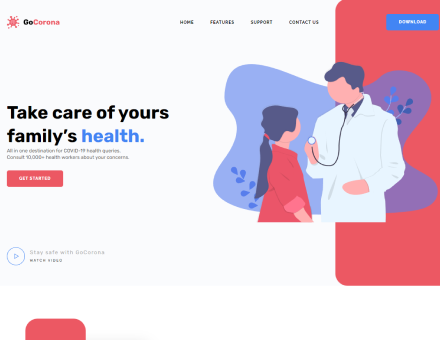 GoCorona
HOME FEATURES SUPPORT CONTACT US DOWNLOAD
Take care of yours
family's health.
All in one destination for COVID-19 health queries.
Consult 10,000+ health workers about your concerns.
GET STARTED
Stay safe with GoCorona
WATCH VIDEO